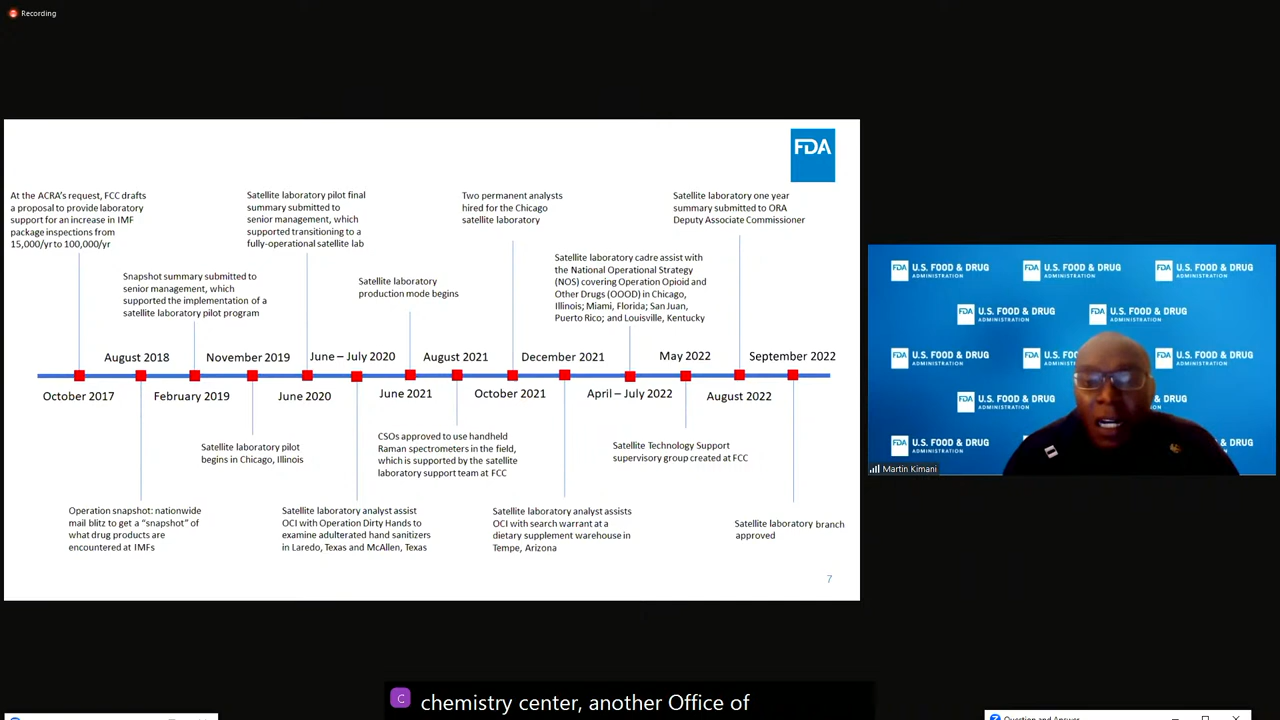 Recording
FDA
At the ACRA's request, FCC drafts
a proposal to provide laboratory
support for an increase in IMF
package inspections from
15,000/yr to 100,000/yr
Satellite laboratory pilot final
summary submitted to
senior management, which
supported transitioning to a
fully-operational satellite lab
Two permanent analysts
hired for the Chicago
satellite laboratory
Satellite laboratory one year
summary submitted to ORA
Deputy Associate Commissioner
Snapshot summary submitted to
senior management, which
supported the implementation of a
satellite laboratory pilot program
Satellite laboratory
production mode begins
Satellite laboratory cadre assist with
the National Operational Strategy
(NOS) covering Operation Opioid and
Other Drugs (OOOD) in Chicago,
Illinois; Miami, Florida; San Juan,
Puerto Rico; and Louisville, Kentucky
August 2018
November 2019
June – July 2020
August 2021
December 2021
May 2022
September 2022
October 2017
February 2019
June 2020
June 2021
October 2021
April – July 2022
August 2022
Satellite laboratory pilot
begins in Chicago, Illinois
CSOs approved to use handheld
Raman spectrometers in the field,
which is supported by the satellite
laboratory support team at FCC
Satellite Technology Support
supervisory group created at FCC
Operation snapshot: nationwide
mail blitz to get a "snapshot" of
what drug products are
encountered at IMFs
Satellite laboratory analyst assist
OCI with Operation Dirty Hands to
examine adulterated hand sanitizers
in Laredo, Texas and McAllen, Texas
Satellite laboratory analyst assists
OCI with search warrant at a
dietary supplement warehouse in
Tempe, Arizona
Satellite laboratory branch
approved
7
FDA U.S. FOOD & DRUG
ADMINISTRATION
FDA U.S. FOOD & DRUG
ADMINISTRATION
FDA U.S. FOOD & DRUG
ADMINISTRATION
FDA U.S. FOOD & DRUG
ADMINISTRATION
FDA U.S. FOOD & DRUG
ADMINISTRATION
FDA U.S. FOOD & DRUG
ADMINISTRATION
FDA U.S. FOOD &
FDA U.S. FOOD & DRUG
ADMINISTRATION
FDA U.S. FOOD &
ADMINISTRATION
& DRUG
FDA U.S. FOOD & DRUG
ADMINISTRATION
U.S. FOOD & DRUG
ADMINISTRATION
Martin Kimani
C
chemistry center, another Office of
Question and Answer